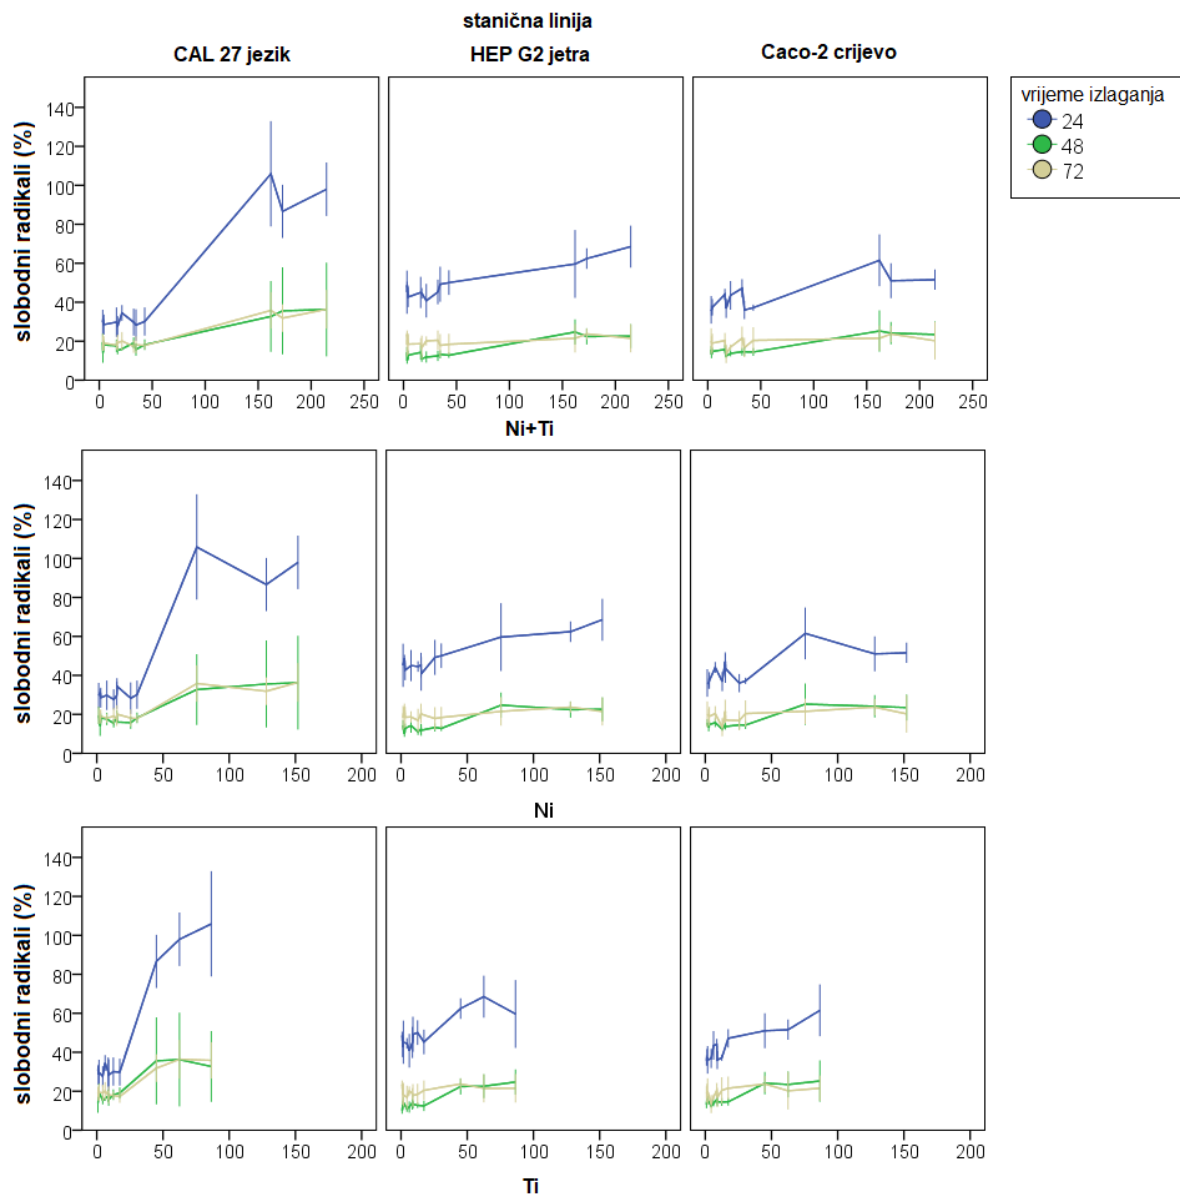 stanična linija
CAL 27 jezik HEP G2 jetra Caco-2 crijevo
vrijeme izlaganja
24
48
72
slobodni radikali (%)
140
120
100
80
60
40
20
0
0 50 100 150 200 250 0 50 100 150 200 250 0 50 100 150 200 250
Ni+Ti
slobodni radikali (%)
140
120
100
80
60
40
20
0
0 50 100 150 200 0 50 100 150 200 0 50 100 150 200
Ni
slobodni radikali (%)
140
120
100
80
60
40
20
0
0 50 100 150 200 0 50 100 150 200 0 50 100 150 200
Ti